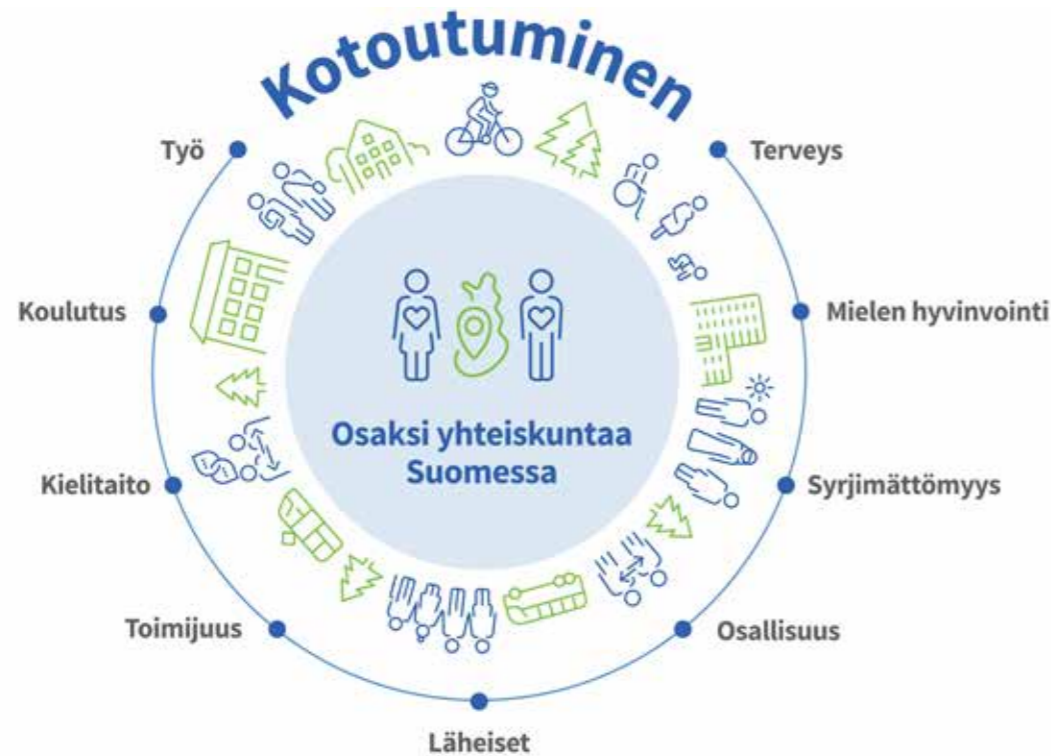 Kotoutuminen
Työ
Terveys
Koulutus
Mielen hyvinvointi
Osaksi yhteiskuntaa
Suomessa
Kielitaito
Syrjimättömyys
Toimijuus
Osallisuus
Läheiset